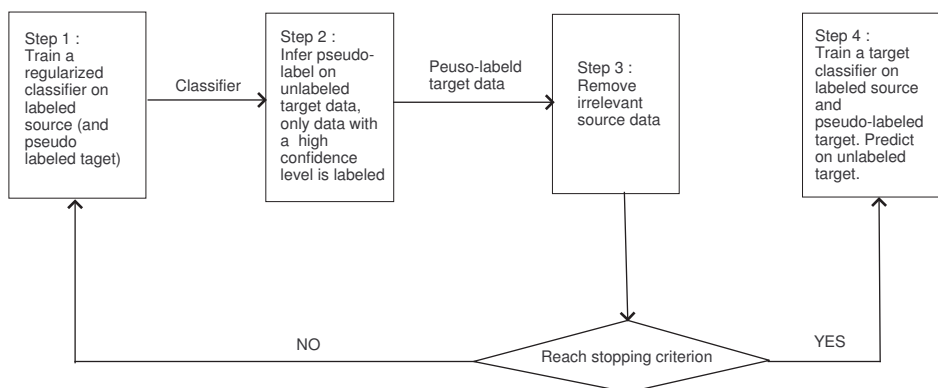 Step 1 :
Train a
regularized
classifier on
labeled
source (and
pseudo
labeled taget)
Classifier
Step 2 :
Infer pseudo-
label on
unlabeled
target data,
only data with
a high
confidence
level is labeled
Peuso-labeld
target data
Step 3 :
Remove
irrelevant
source data
Step 4 :
Train a target
classifier on
labeled source
and
pseudo-labeled
target. Predict
on unlabeled
target.
NO
Reach stopping criterion
YES